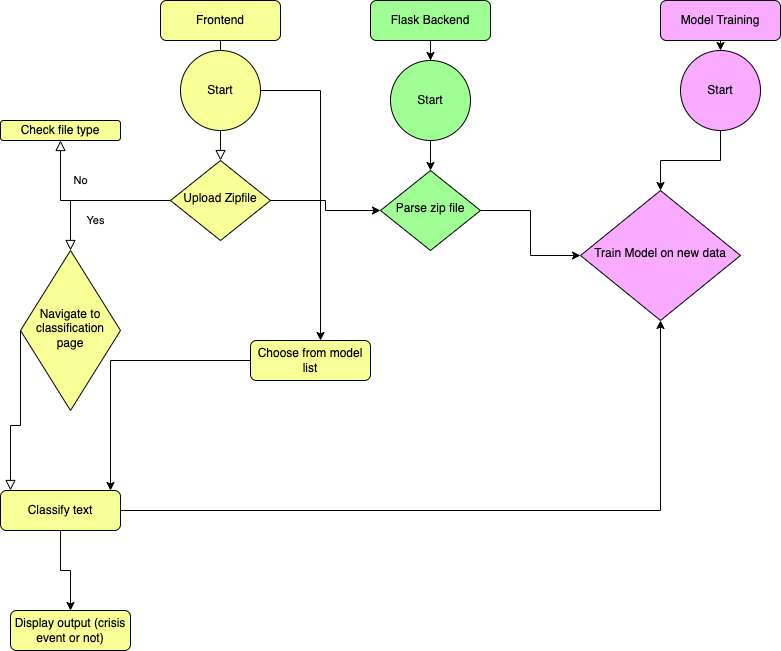 Frontend
Flask Backend
Model Training
Start
Start
Start
Check file type
No
Upload Zipfile
Parse zip file
Yes
Train Model on new data
Navigate to
classification
page
Choose from model
list
Classify text
Display output (crisis
event or not)